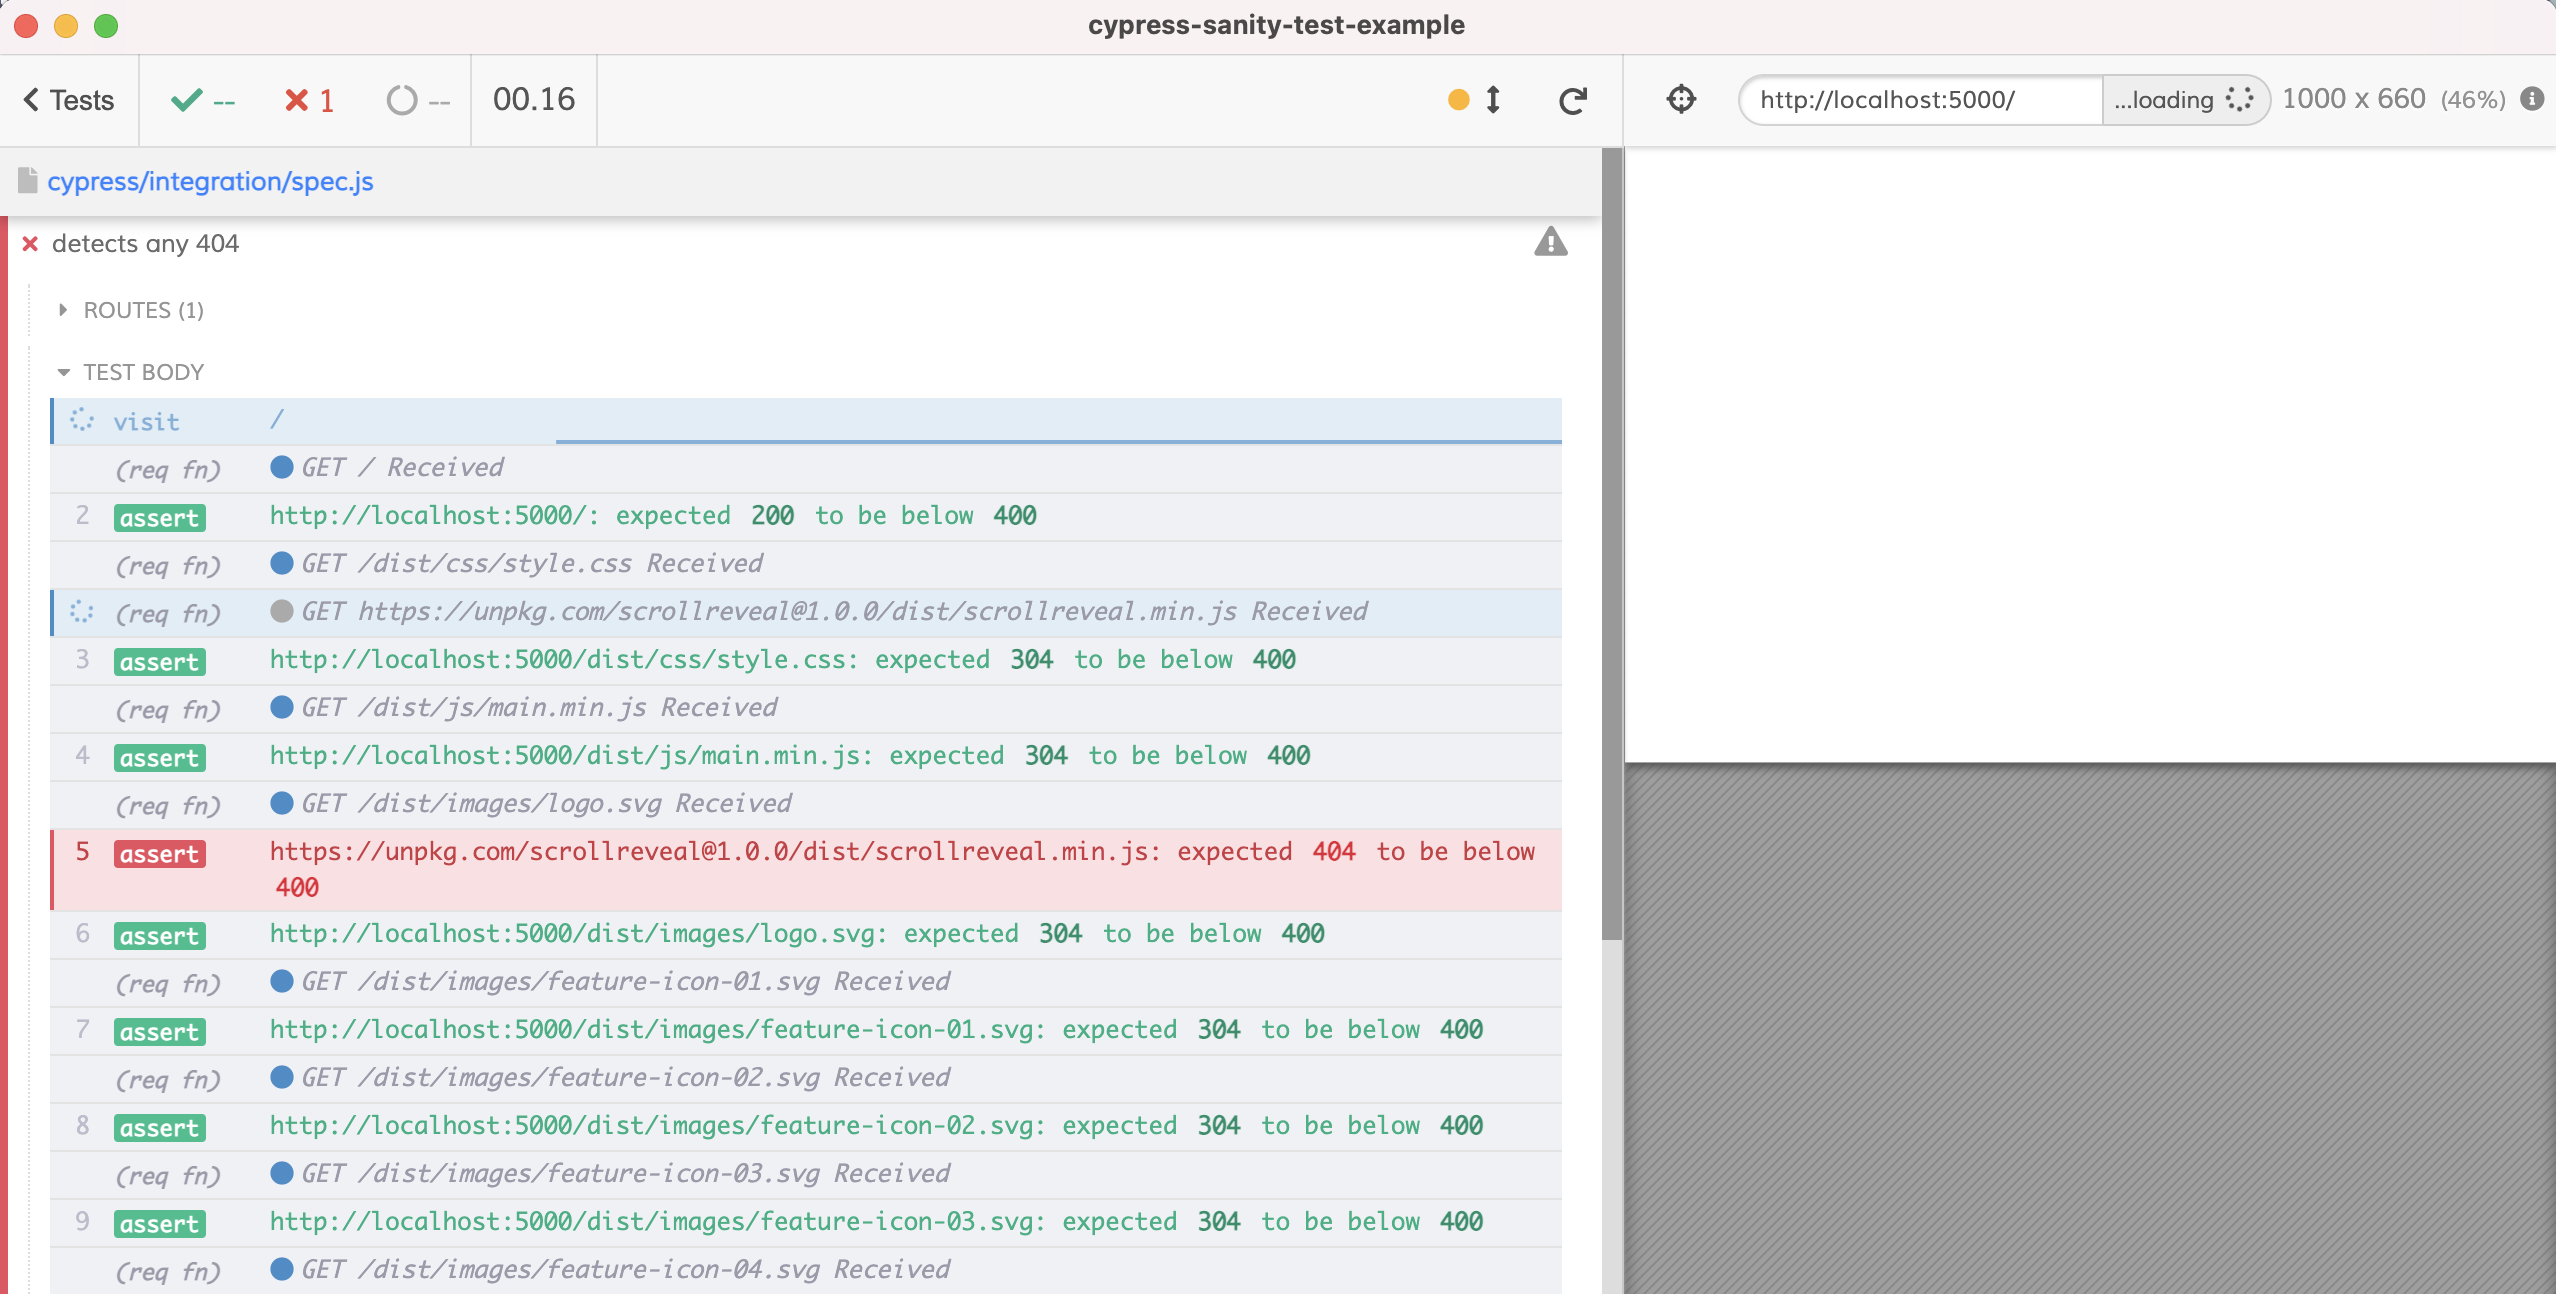 cypress-sanity-test-example
Tests -- 1 -- 00.16 http://localhost:5000/ ...loading 1000 x 660 (46%)
cypress/integration/spec.js
detects any 404
ROUTES (1)
TEST BODY
visit /
(req fn) GET / Received
2 assert http://localhost:5000/: expected 200 to be below 400
(req fn) GET /dist/css/style.css Received
(req fn) GET https://unpkg.com/scrollreveal@1.0.0/dist/scrollreveal.min.js Received
3 assert http://localhost:5000/dist/css/style.css: expected 304 to be below 400
(req fn) GET /dist/js/main.min.js Received
4 assert http://localhost:5000/dist/js/main.min.js: expected 304 to be below 400
(req fn) GET /dist/images/logo.svg Received
5 assert https://unpkg.com/scrollreveal@1.0.0/dist/scrollreveal.min.js: expected 404 to be below
400
6 assert http://localhost:5000/dist/images/logo.svg: expected 304 to be below 400
(req fn) GET /dist/images/feature-icon-01.svg Received
7 assert http://localhost:5000/dist/images/feature-icon-01.svg: expected 304 to be below 400
(req fn) GET /dist/images/feature-icon-02.svg Received
8 assert http://localhost:5000/dist/images/feature-icon-02.svg: expected 304 to be below 400
(req fn) GET /dist/images/feature-icon-03.svg Received
9 assert http://localhost:5000/dist/images/feature-icon-03.svg: expected 304 to be below 400
(req fn) GET /dist/images/feature-icon-04.svg Received